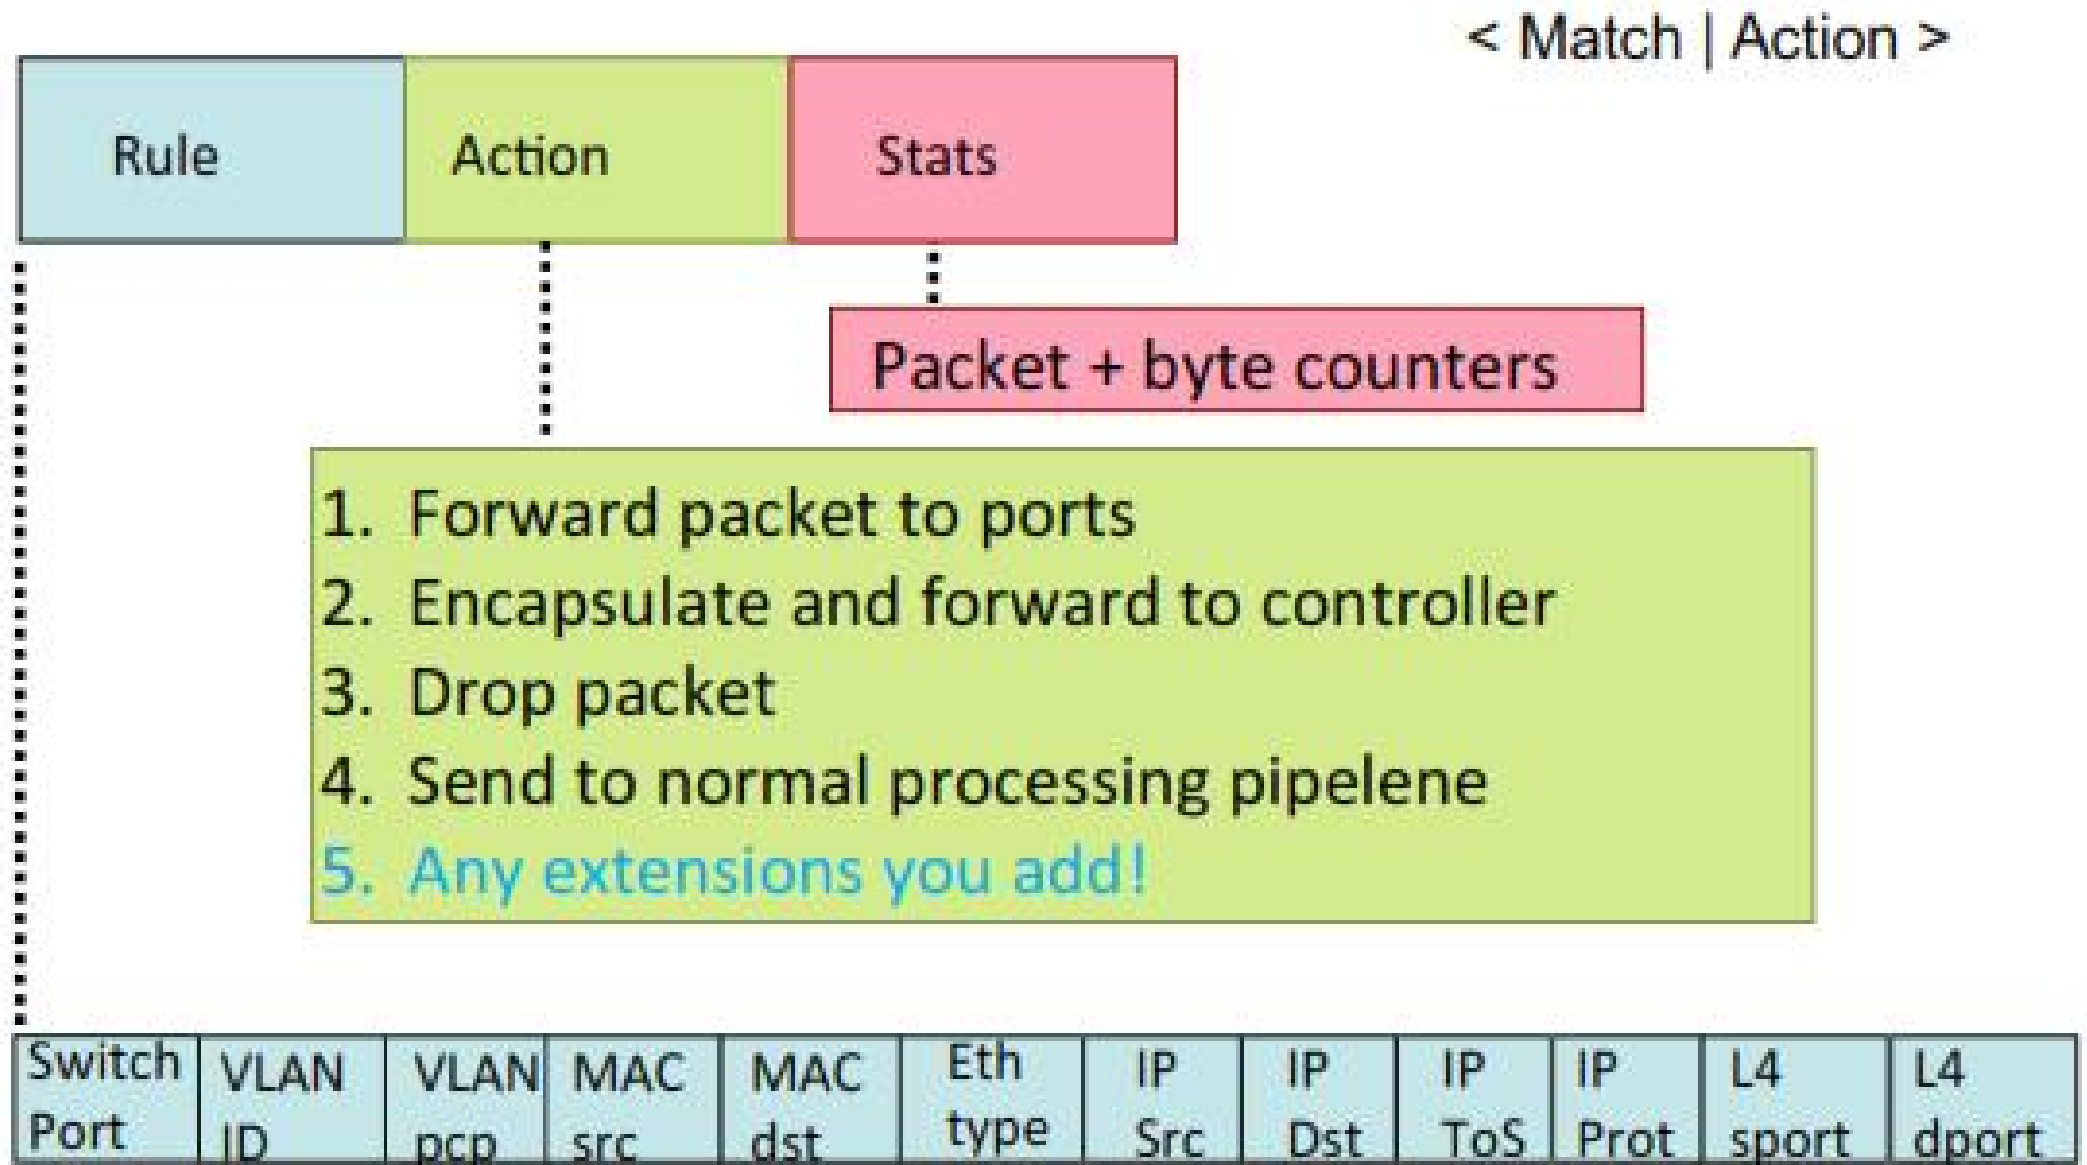 < Match | Action >
Rule Action Stats
Packet + byte counters
1. Forward packet to ports
2. Encapsulate and forward to controller
3. Drop packet
4. Send to normal processing pipelene
5. Any extensions you add!
Switch Port
VLAN ID
VLAN pcp
MAC src
MAC dst
Eth type
IP Src
IP Dst
IP ToS
IP Prot
L4 sport
L4 dport